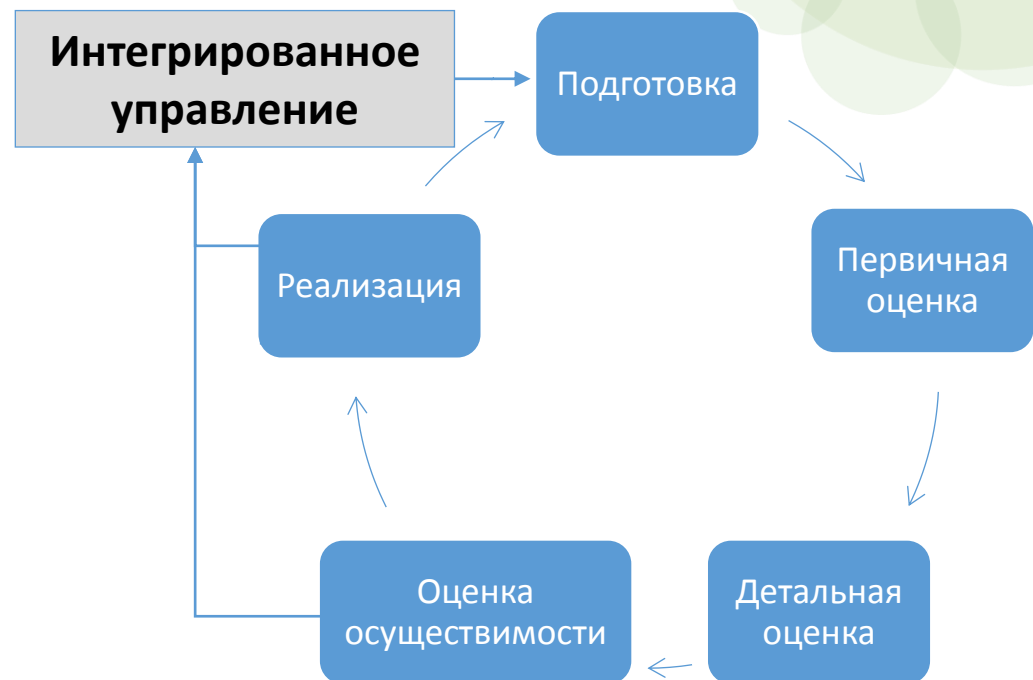 Интегрированное
управление
Подготовка
Первичная
оценка
Реализация
Оценка
осуществимости
Детальная
оценка